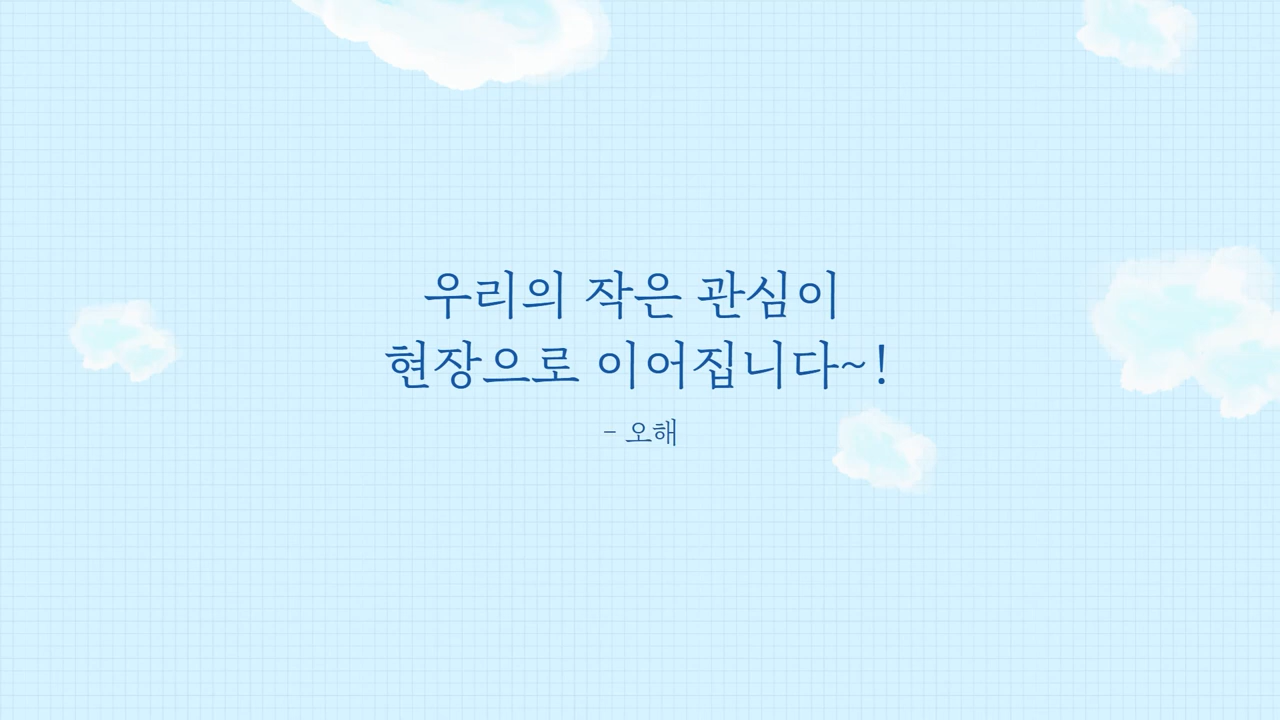 우리의 작은 관심이
현장으로 이어집니다~!
- 오해